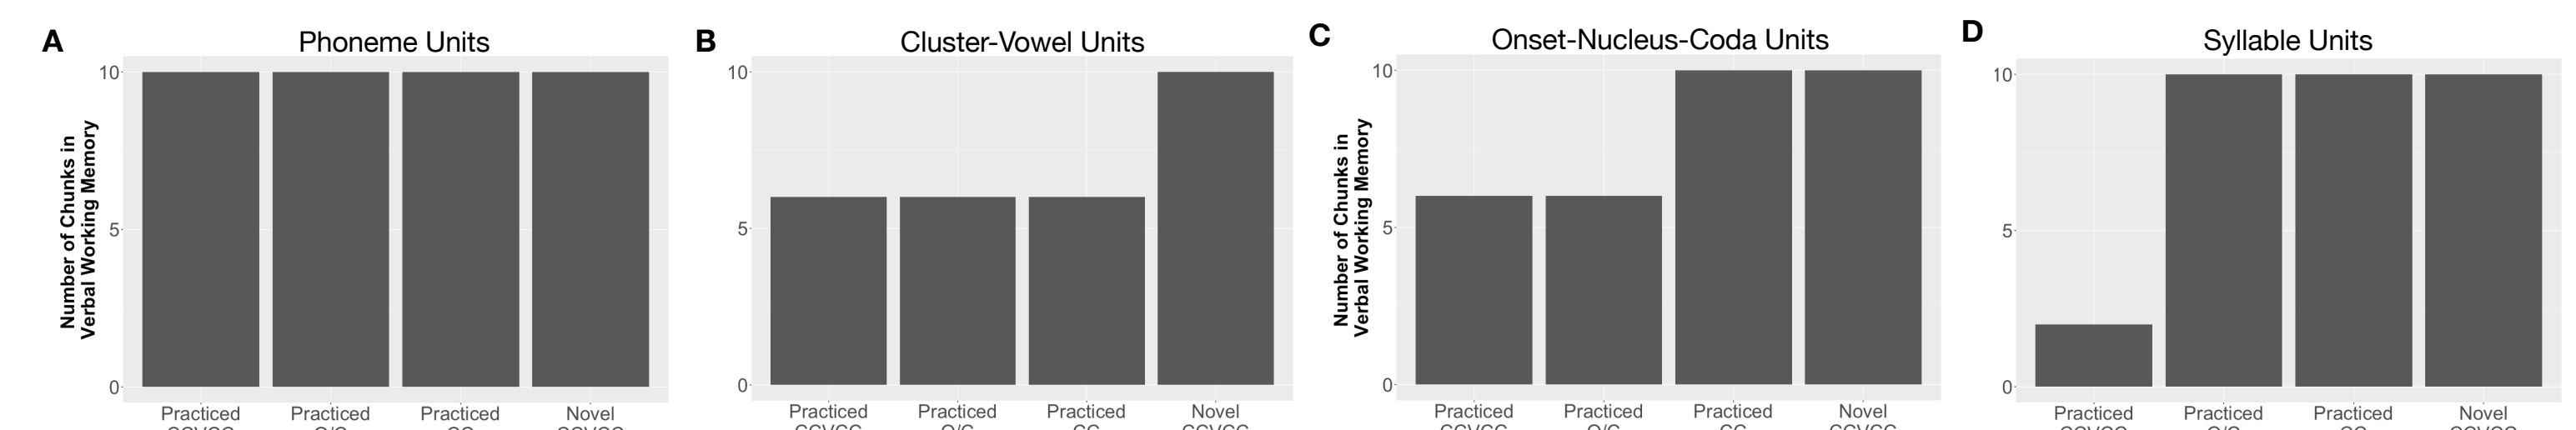 A
Phoneme Units
Number of Chunks in
Verbal Working Memory
10
5
0
Practiced
Practiced
Practiced
Novel
B
Cluster-Vowel Units
10
5
0
Practiced
Practiced
Practiced
Novel
C
Onset-Nucleus-Coda Units
Number of Chunks in
Verbal Working Memory
10
5
0
Practiced
Practiced
Practiced
Novel
D
Syllable Units
10
5
0
Practiced
Practiced
Practiced
Novel